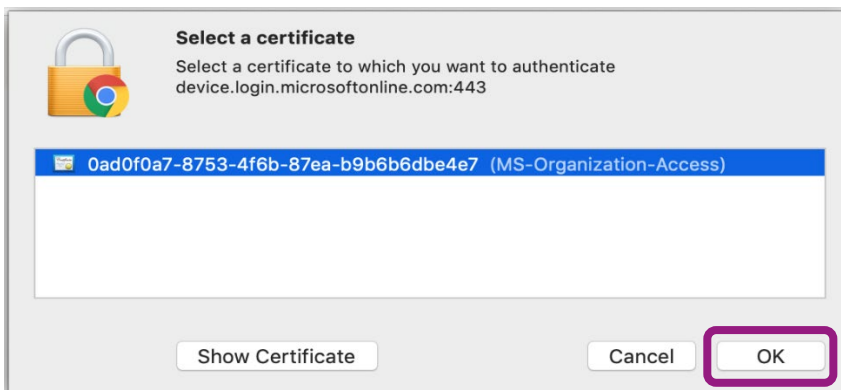 Select a certificate
Select a certificate to which you want to authenticate
device.login.microsoftonline.com:443
0ad0f0a7-8753-4f6b-87ea-b9b6b6dbe4e7 (MS-Organization-Access)
Show Certificate Cancel OK